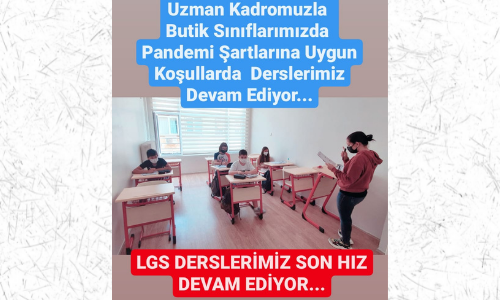 Uzman Kadromuzla
Butik Sınıflarımızda
Pandemi Şartlarına Uygun
Koşullarda Derslerimiz
Devam Ediyor...
LGS DERSLERİMİZ SON HIZ
DEVAM EDİYOR...